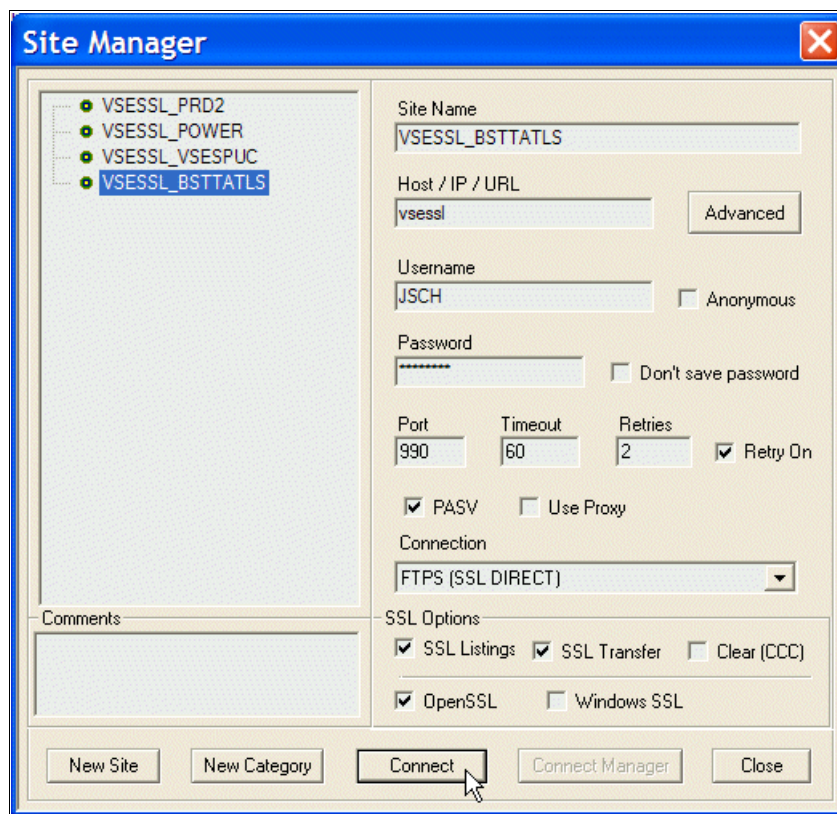 Site Manager
VSESSL_PRD2
VSESSL_POWER
VSESSL_VSESPUC
VSESSL_BSTTATLS
Site Name
VSESSL_BSTTATLS
Host / IP / URL
vsessl
Advanced
Username
JSCH
Anonymous
Password
********
Don't save password
Port Timeout Retries
990 60 2 Retry On
PASV Use Proxy
Connection
FTPS (SSL DIRECT)
Comments
SSL Options
SSL Listings SSL Transfer Clear (CCC)
OpenSSL Windows SSL
New Site New Category Connect Connect Manager Close